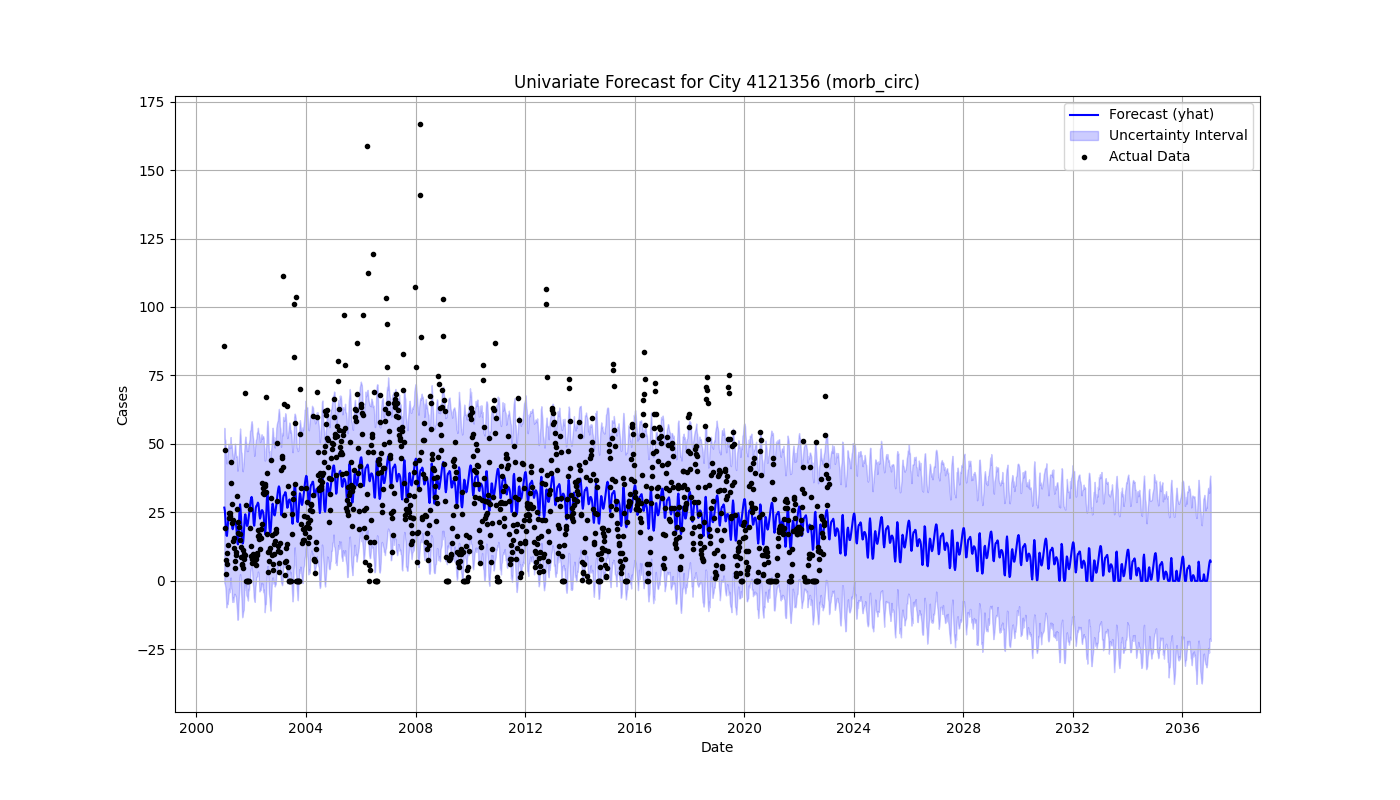 Univariate Forecast for City 4121356 (morb_circ)
Forecast (yhat)
Uncertainty Interval
Actual Data
Cases
175
150
125
100
75
50
25
0
−25
2000 2004 2008 2012 2016 2020 2024 2028 2032 2036
Date